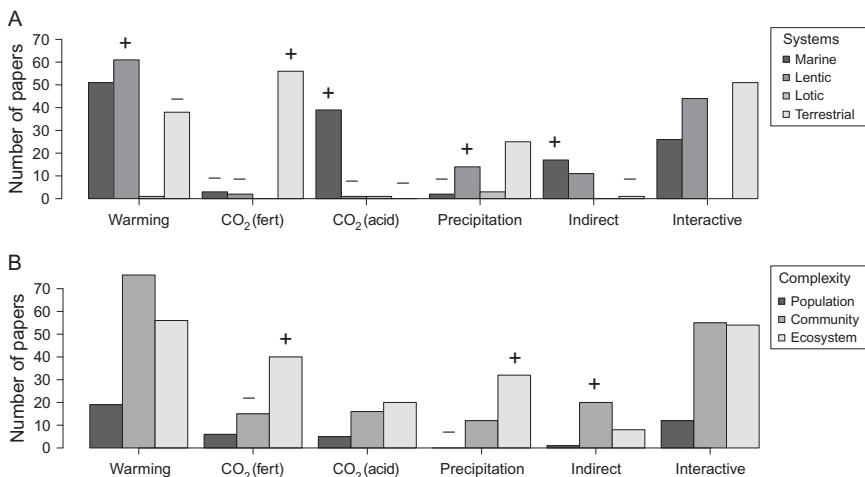 A
Number of papers
70
60
50
40
30
20
10
0
+
−
−
−
+
+
−
−
−
+
+
−
Warming
CO₂(fert)
CO₂(acid)
Precipitation
Indirect
Interactive
Systems
Marine
Lentic
Lotic
Terrestrial
B
Number of papers
70
60
50
40
30
20
10
0
−
+
−
+
+
Warming
CO₂(fert)
CO₂(acid)
Precipitation
Indirect
Interactive
Complexity
Population
Community
Ecosystem